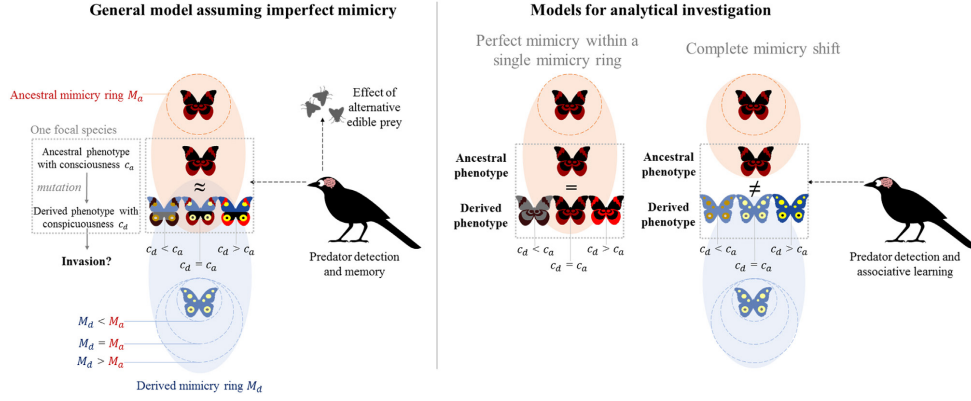 General model assuming imperfect mimicry
Ancestral mimicry ring M_a
One focal species
Ancestral phenotype
with consciousness c_a
mutation
Derived phenotype with
conspicuousness c_d
Invasion?
≈
c_d < c_a
c_d > c_a
c_d = c_a
M_d < M_a
M_d = M_a
M_d > M_a
Derived mimicry ring M_d
Effect of
alternative
edible prey
Predator detection
and memory
Models for analytical investigation
Perfect mimicry within a
single mimicry ring
Ancestral
phenotype
=
Derived
phenotype
c_d < c_a
c_d > c_a
c_d = c_a
Complete mimicry shift
Ancestral
phenotype
≠
Derived
phenotype
c_d < c_a
c_d > c_a
c_d = c_a
Predator detection and
associative learning